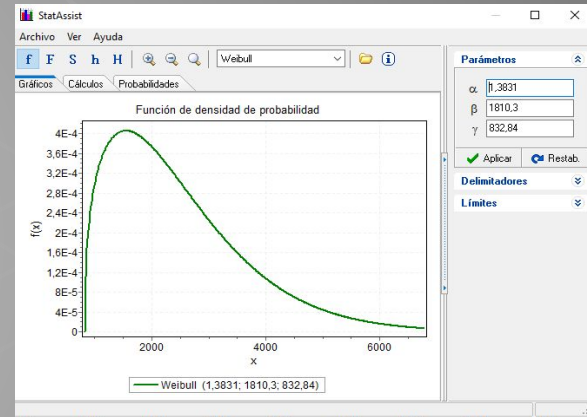 StatAssist
Archivo Ver Ayuda
f F S h H Weibull
Gráficos Cálculos Probabilidades
Función de densidad de probabilidad
f(x)
4E-4
3,6E-4
3,2E-4
2,8E-4
2,4E-4
2E-4
1,6E-4
1,2E-4
8E-5
4E-5
0
2000 4000 6000
x
Weibull (1,3831; 1810,3; 832,84)
Parámetros
α 1,3831
β 1810,3
γ 832,84
Aplicar Restab.
Delimitadores
Límites